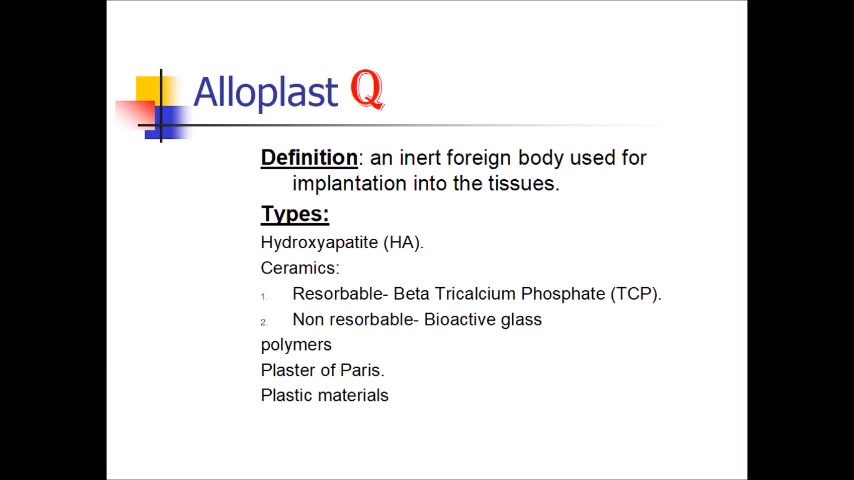 Alloplast Q
Definition: an inert foreign body used for
implantation into the tissues.
Types:
Hydroxyapatite (HA).
Ceramics:
1. Resorbable- Beta Tricalcium Phosphate (TCP).
2. Non resorbable- Bioactive glass
polymers
Plaster of Paris.
Plastic materials